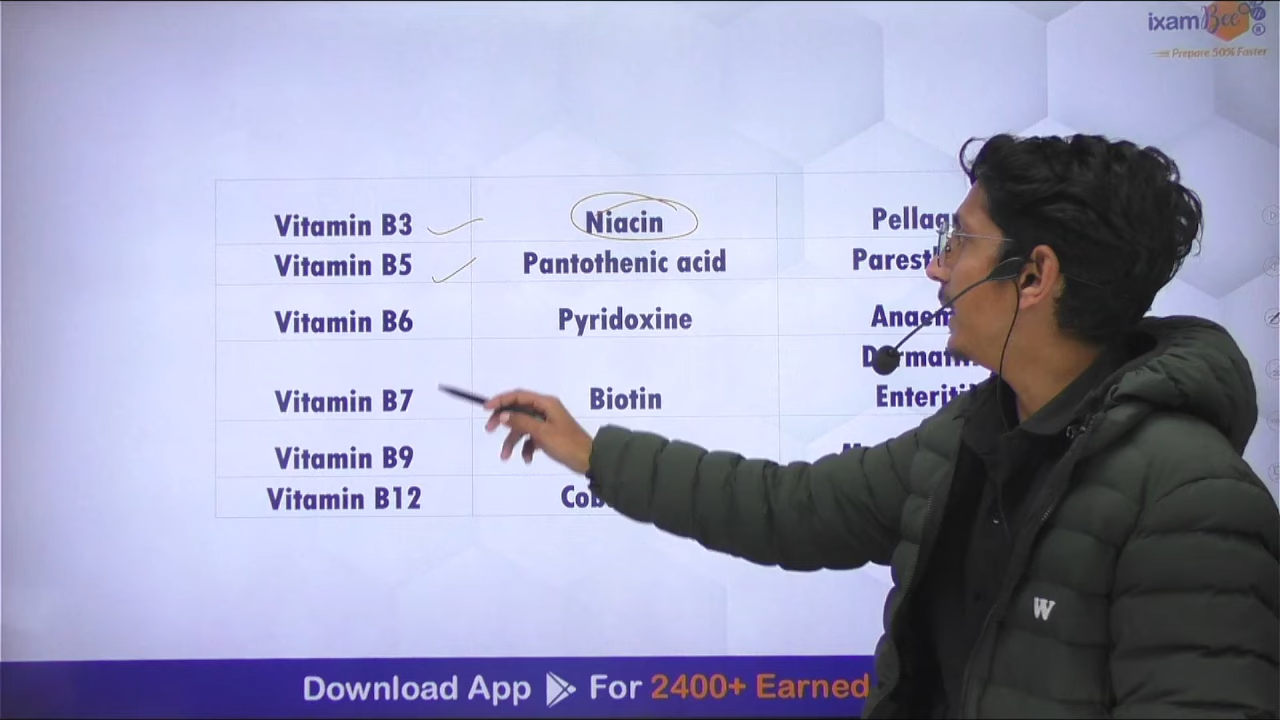 ixamBee
Prepare 50% Faster
Vitamin B3 Niacin
Vitamin B5 Pantothenic acid
Vitamin B6 Pyridoxine
Vitamin B7 Biotin
Vitamin B9
Vitamin B12
W
Download App For 2400+ Earned